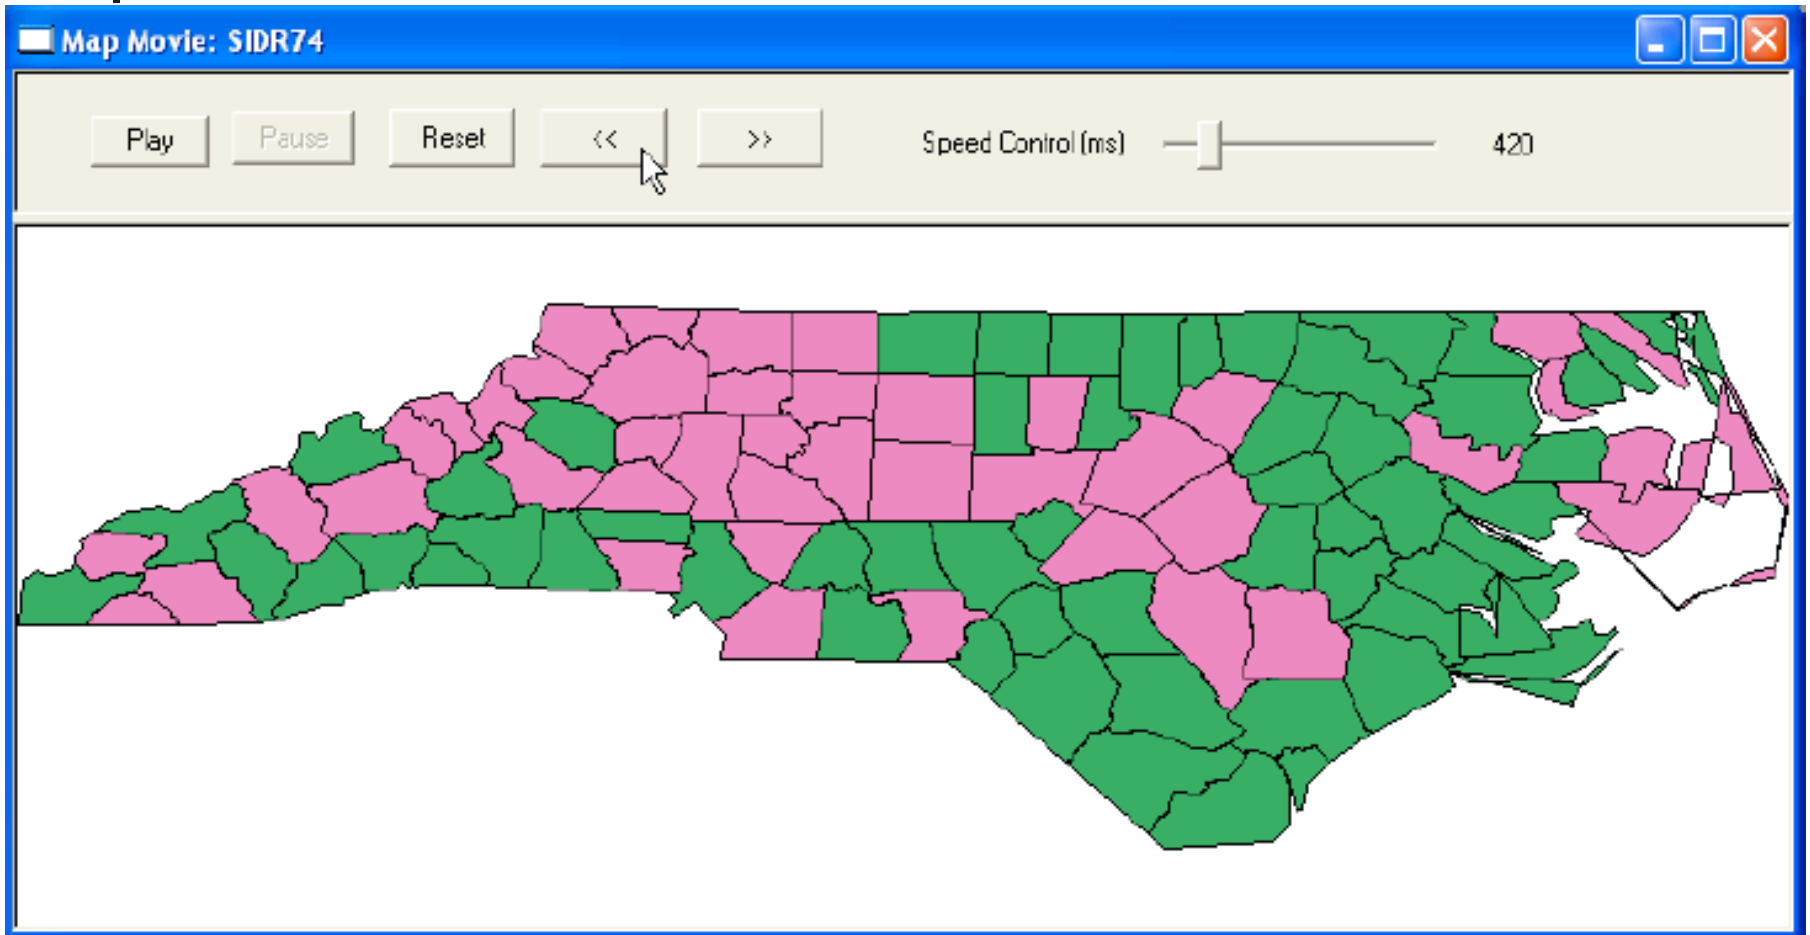 Map Movie: SIDR74
Play Pause Reset << >> Speed Control (ms) 420